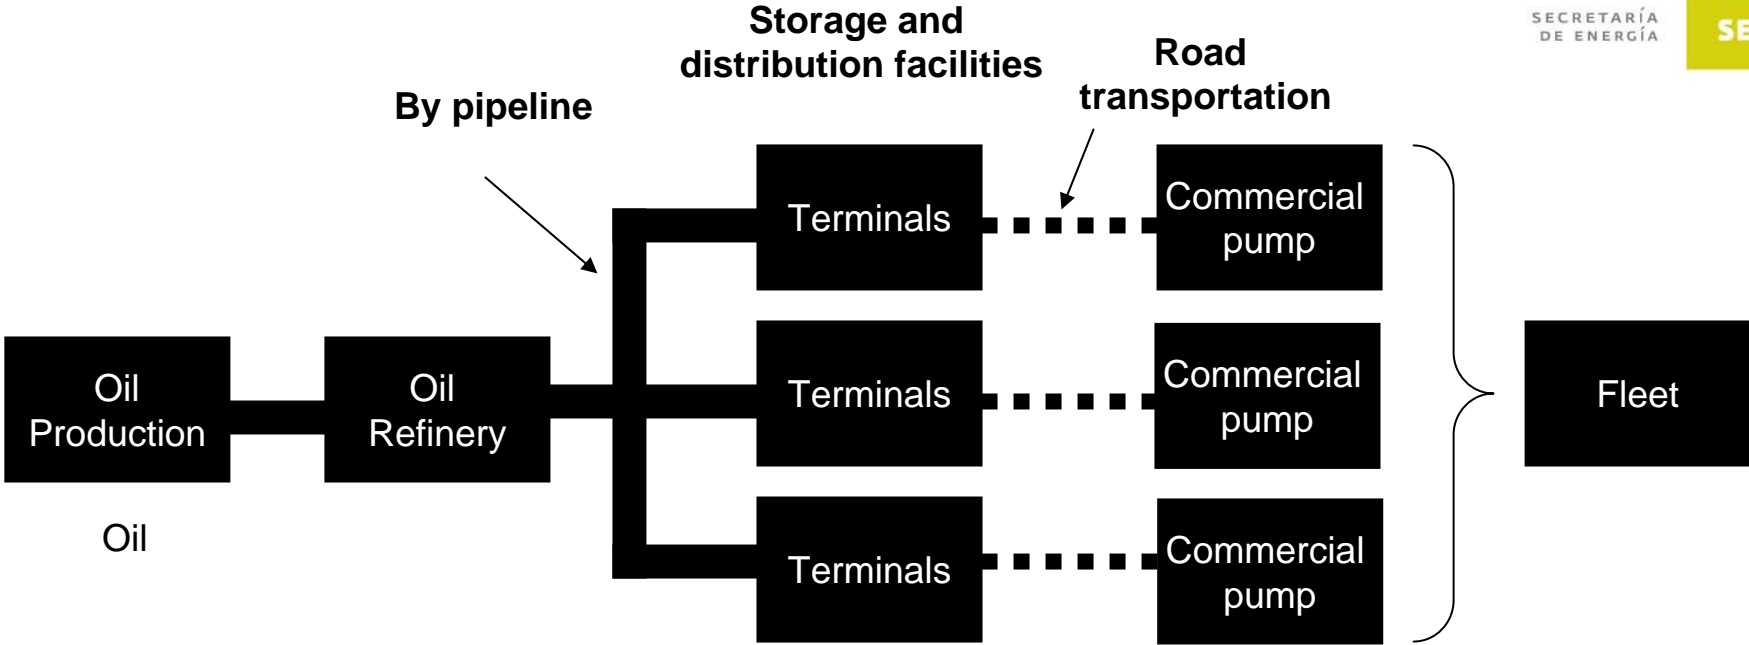 Storage and
distribution facilities
SECRETARÍA
DE ENERGÍA
SE
Road
transportation
By pipeline
Terminals
Commercial
pump
Oil
Production
Oil
Refinery
Terminals
Commercial
pump
Fleet
Oil
Terminals
Commercial
pump